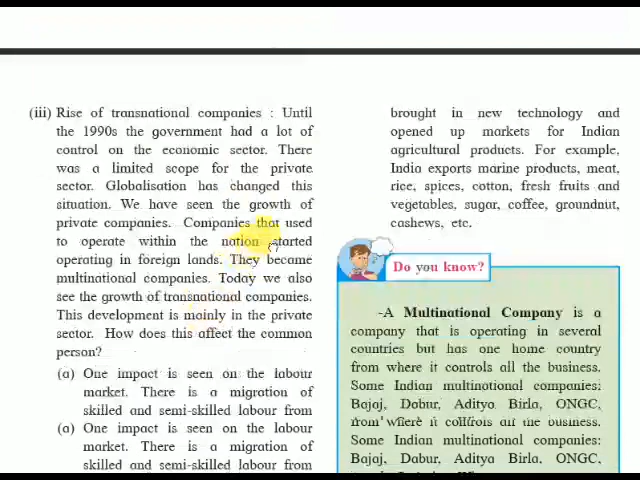 (iii) Rise of transnational companies : Until
the 1990s the government had a lot of
control on the economic sector. There
was a limited scope for the private
sector. Globalisation has changed this
situation. We have seen the growth of
private companies. Companies that used
to operate within the nation started
operating in foreign lands. They became
multinational companies. Today we also
see the growth of transnational companies.
This development is mainly in the private
sector. How does this affect the common
person?
(a) One impact is seen on the labour
market. There is a migration of
skilled and semi-skilled labour from
(a) One impact is seen on the labour
market. There is a migration of
skilled and semi-skilled labour from
brought in new technology and
opened up markets for Indian
agricultural products. For example,
India exports marine products, meat,
rice, spices, cotton, fresh fruits and
vegetables, sugar, coffee, groundnut,
cashews, etc.
Do you know?
-A Multinational Company is a
company that is operating in several
countries but has one home country
from where it controls all the business.
Some Indian multinational companies:
Bajaj, Dabur, Aditya Birla, ONGC,
from where it controls all the business.
Some Indian multinational companies:
Bajaj, Dabur, Aditya Birla, ONGC,